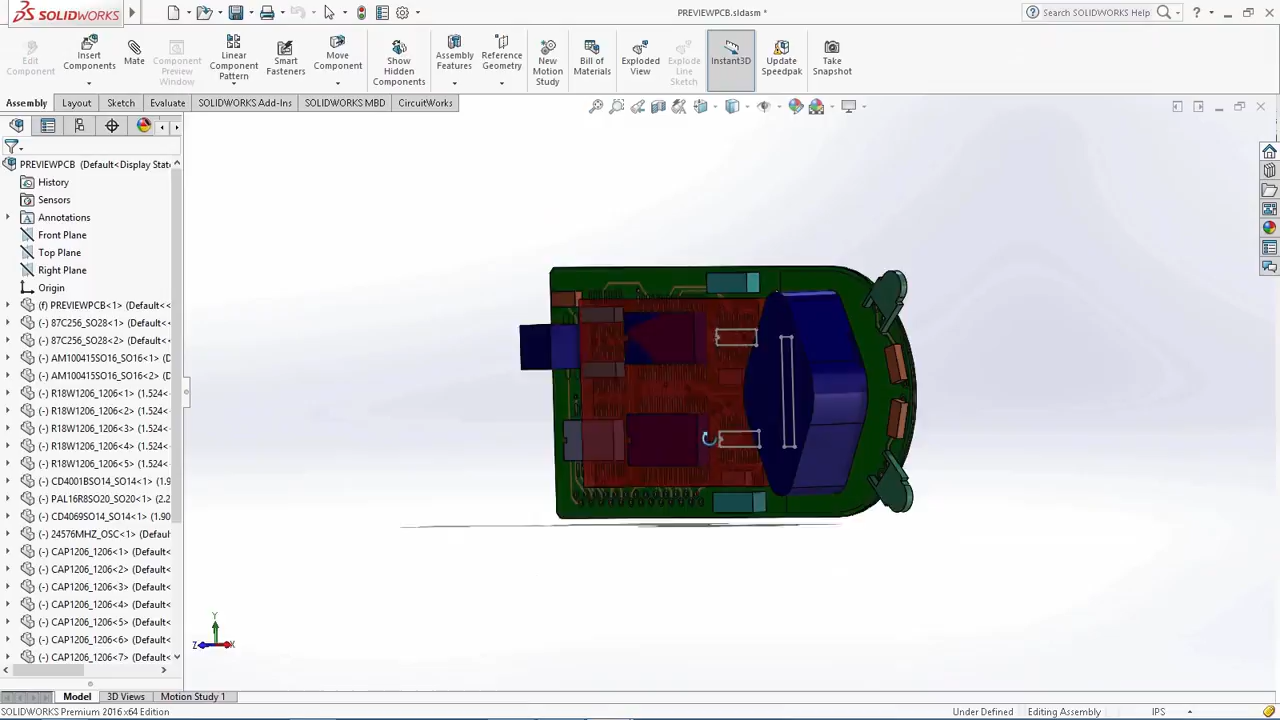 SOLIDWORKS
PREVIEWPCB.sldasm *
Search SOLIDWORKS Help
Edit Component
Insert Components
Mate
Component Preview Window
Linear Component Pattern
Smart Fasteners
Move Component
Show Hidden Components
Assembly Features
Reference Geometry
New Motion Study
Bill of Materials
Exploded View
Explode Line Sketch
Instant3D
Update Speedpak
Take Snapshot
Assembly
Layout
Sketch
Evaluate
SOLIDWORKS Add-Ins
SOLIDWORKS MBD
CircuitWorks
PREVIEWPCB (Default<Display Stat
History
Sensors
Annotations
Front Plane
Top Plane
Right Plane
Origin
(f) PREVIEWPCB<1> (Default<
(-) 87C256_SO28<1> (Default<
(-) 87C256_SO28<2> (Default<
(-) AM100415SO16_SO16<1> (
(-) AM100415SO16_SO16<2> (
(-) R18W1206_1206<1> (1.524<
(-) R18W1206_1206<2> (1.524<
(-) R18W1206_1206<3> (1.524<
(-) R18W1206_1206<4> (1.524<
(-) R18W1206_1206<5> (1.524<
(-) CD4001BSO14_SO14<1> (1.9
(-) PAL16R8SO20_SO20<1> (2.2
(-) CD4069SO14_SO14<1> (1.90
(-) 24576MHZ_OSC<1> (Default
(-) CAP1206_1206<1> (Default<
(-) CAP1206_1206<2> (Default<
(-) CAP1206_1206<3> (Default<
(-) CAP1206_1206<4> (Default<
(-) CAP1206_1206<5> (Default<
(-) CAP1206_1206<6> (Default<
(-) CAP1206_1206<7> (Default<
Y
Z
X
Model
3D Views
Motion Study 1
SOLIDWORKS Premium 2016 x64 Edition
Under Defined
Editing Assembly
IPS